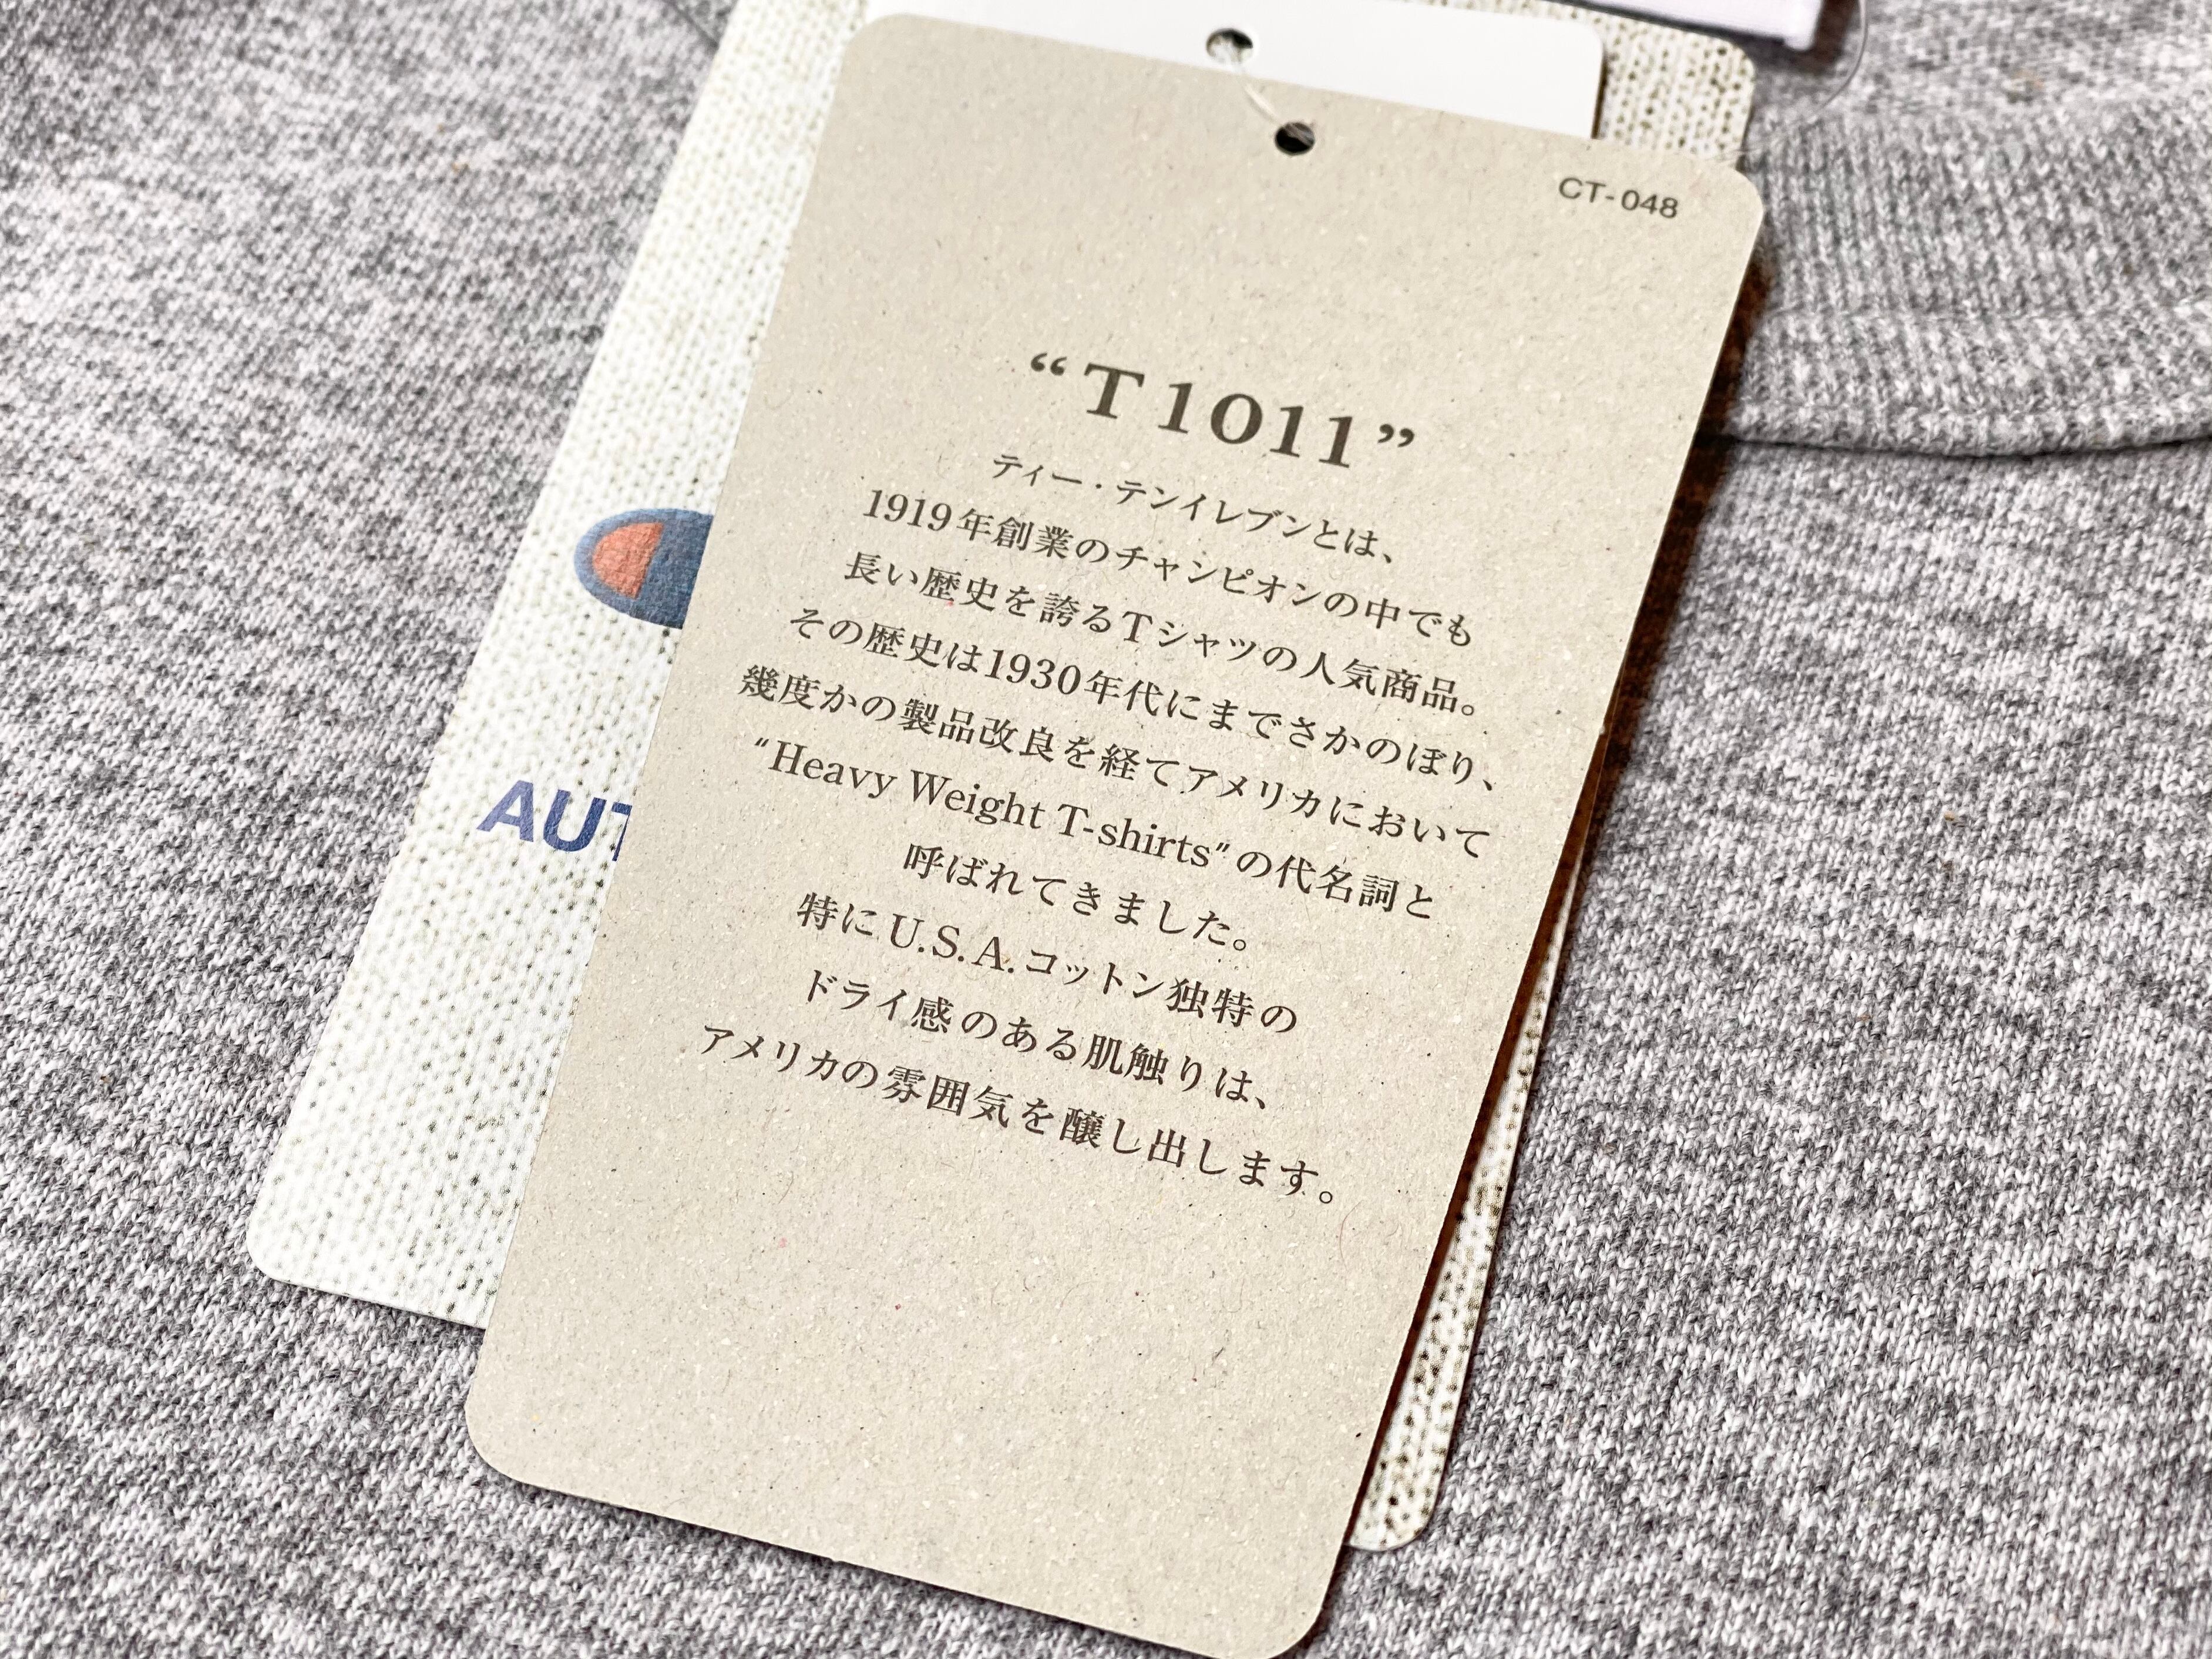 CT-048
“T1011”
ティー・テンイレブンとは、
1919年創業のチャンピオンの中でも
長い歴史を誇るTシャツの人気商品。
その歴史は1930年代にまでさかのぼり、
幾度かの製品改良を経てアメリカにおいて
"Heavy Weight T-shirts"の代名詞と
呼ばれてきました。
特にU.S.A.コットン独特の
ドライ感のある肌触りは、
アメリカの雰囲気を醸し出します。
AUT